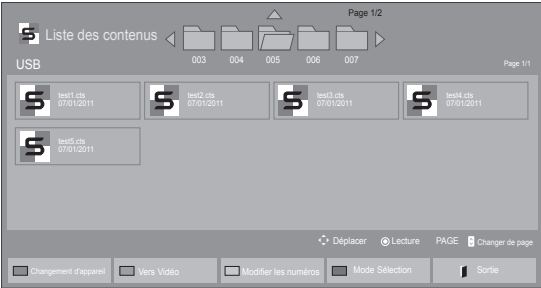 Page 1/2
Liste des contenus
003 004 005 006 007
USB
Page 1/1
test1.cts
07/01/2011
test2.cts
07/01/2011
test3.cts
07/01/2011
test4.cts
07/01/2011
test5.cts
07/01/2011
Déplacer Lecture PAGE Changer de page
Changement d'appareil Vers Vidéo Modifier les numéros Mode Sélection Sortie